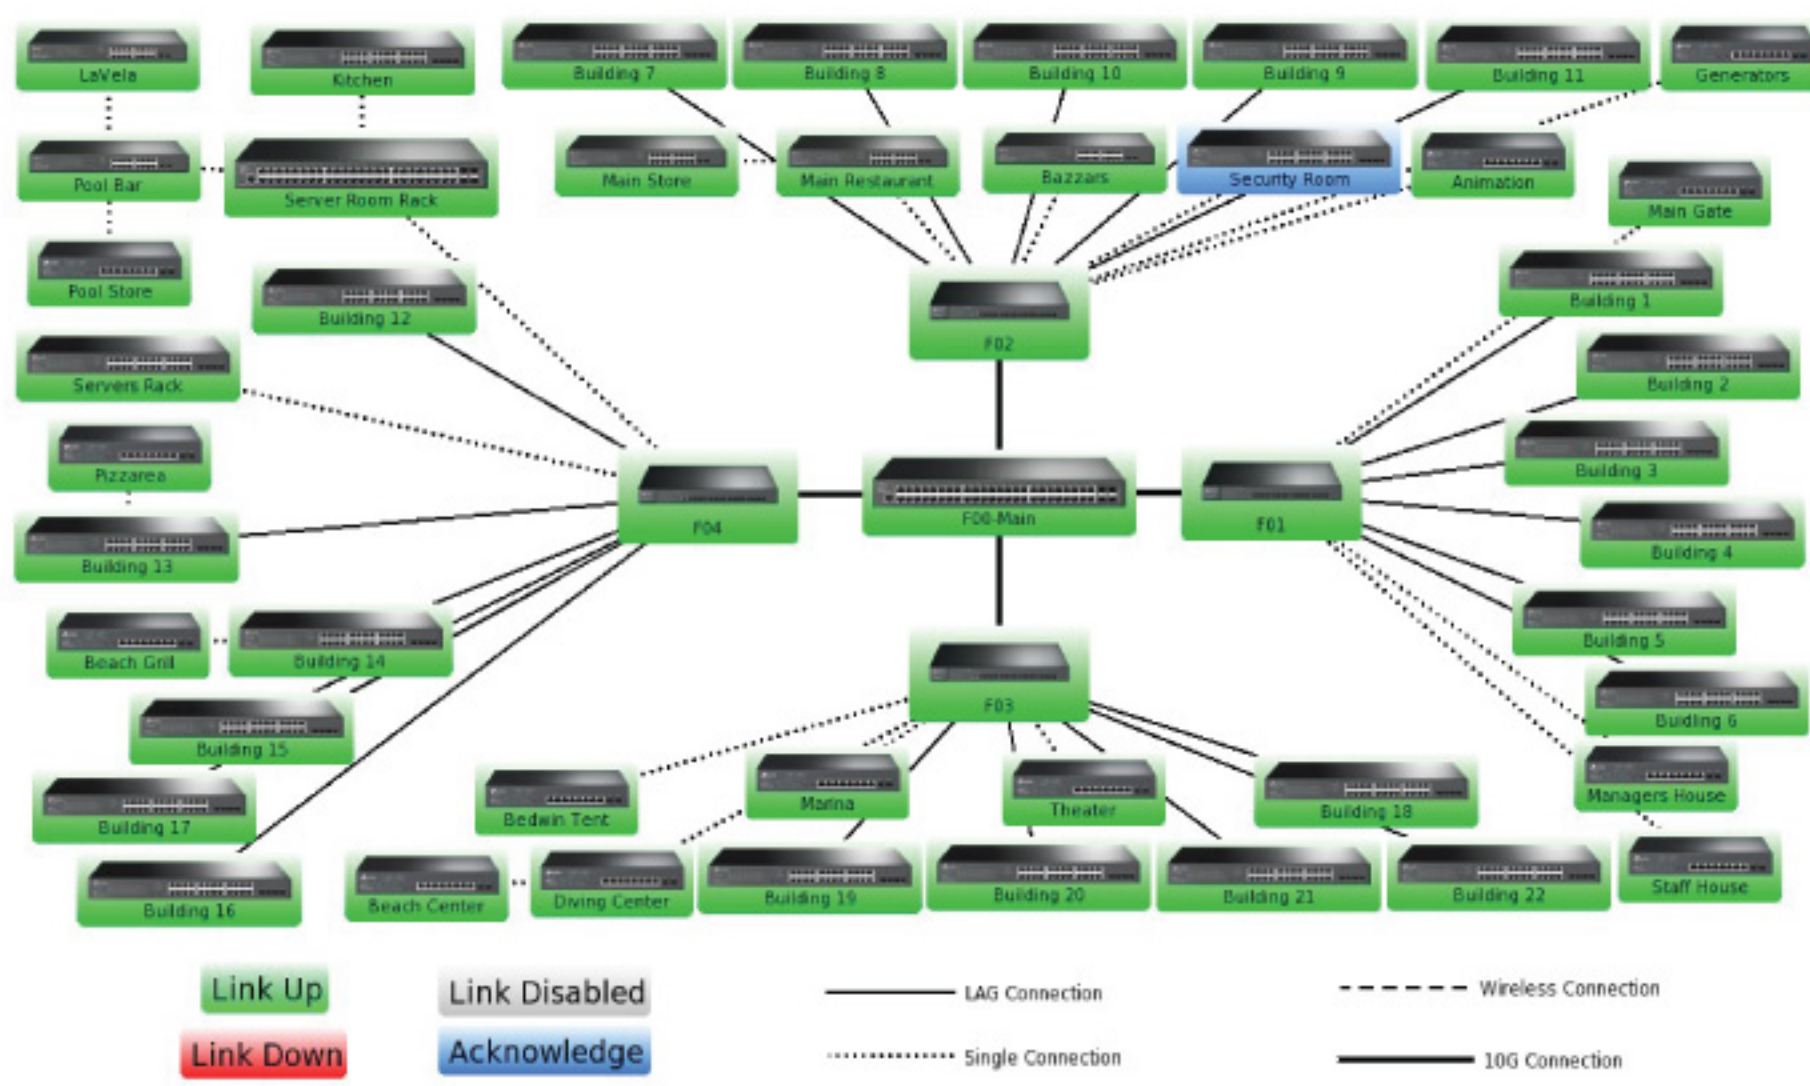 LaVela
Kitchen
Building 7
Building 8
Building 10
Building 9
Building 11
Generators
Pool Bar
Server Room Rack
Main Store
Main Restaurant
Bazzars
Security Room
Animation
Main Gate
Pool Store
Building 12
F02
Building 1
Servers Rack
Building 2
Pizzarea
F04
F00-Main
F01
Building 3
Building 13
Building 4
Beach Grill
Building 14
Building 5
Building 15
F03
Buidling 6
Building 17
Bedwin Tent
Marina
Theater
Building 18
Managers House
Building 16
Beach Center
Diving Center
Building 19
Building 20
Building 21
Building 22
Staff House
Link Up
Link Disabled
LAG Connection
Wireless Connection
Link Down
Acknowledge
Single Connection
10G Connection